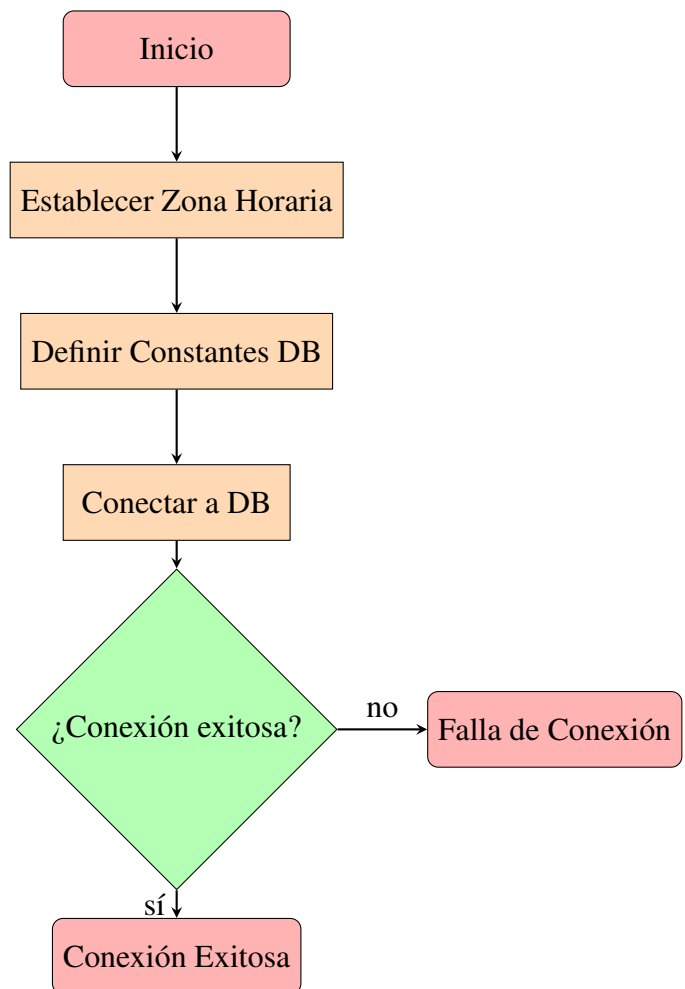 Inicio
Establecer Zona Horaria
Definir Constantes DB
Conectar a DB
¿Conexión exitosa?
no
Falla de Conexión
sí
Conexión Exitosa